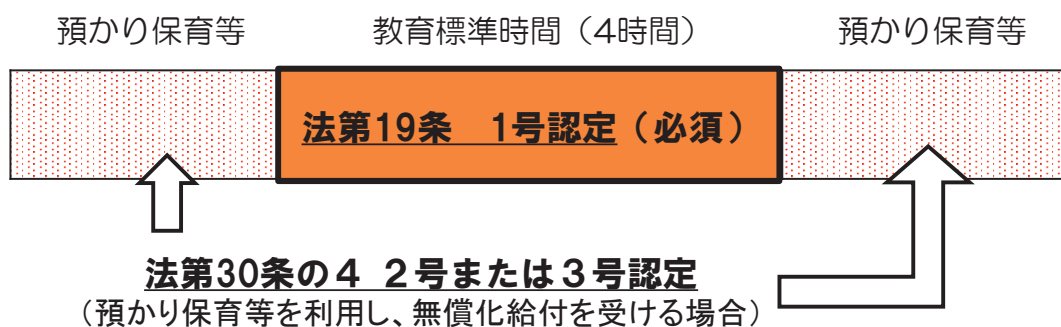 預かり保育等 教育標準時間（4時間） 預かり保育等
法第19条　1号認定（必須）
法第30条の４ ２号または３号認定
（預かり保育等を利用し、無償化給付を受ける場合）